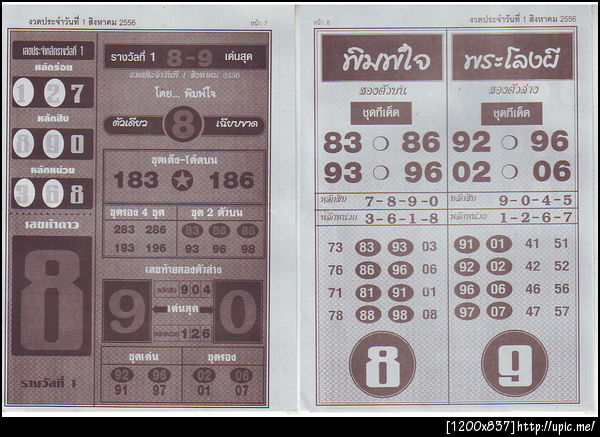 งวดประจำวันที่ 1 สิงหาคม 2556
หน้า 7
เลขประจำหลักรางวัลที่ 1
หลักร้อย
1 2 7
หลักสิบ
8 9 0
หลักหน่วย
3 6 8
เลขเข้าดาว
8
รางวัลที่ 1
รางวัลที่ 1 8-9 เด่นสุด
งวดประจำวันที่ 1 สิงหาคม 2556
โดย... พิมพ์ใจ
ตัวเดียว 8 เฉียบขาด
ชุดเต็ง-โต๊ดบน
183 186
ชุดรอง 4 ชุด ชุด 2 ตัวบน
283 286 83 86 88
193 196 93 96 98
เลขท้ายสองตัวล่าง
9 หลักสิบ 904 0
เด่นสุด
หลักหน่วย 126
ชุดเด่น ชุดรอง
92 96 02 06
91 97 01 07
หน้า 8
งวดประจำวันที่ 1 สิงหาคม 2556
พิมพ์ใจ พระโลงผี
สองตัวบน สองตัวล่าง
ชุดทีเด็ด ชุดทีเด็ด
83 86 92 96
93 96 02 06
หลักสิบ 7-8-9-0 หลักสิบ 9-0-4-5
หลักหน่วย 3-6-1-8 หลักหน่วย 1-2-6-7
73 83 93 03 91 01 41 51
76 86 96 06 92 02 42 52
71 81 91 01 96 06 46 56
78 88 98 08 97 07 47 57
8 9
[1200x837]http://upic.me/